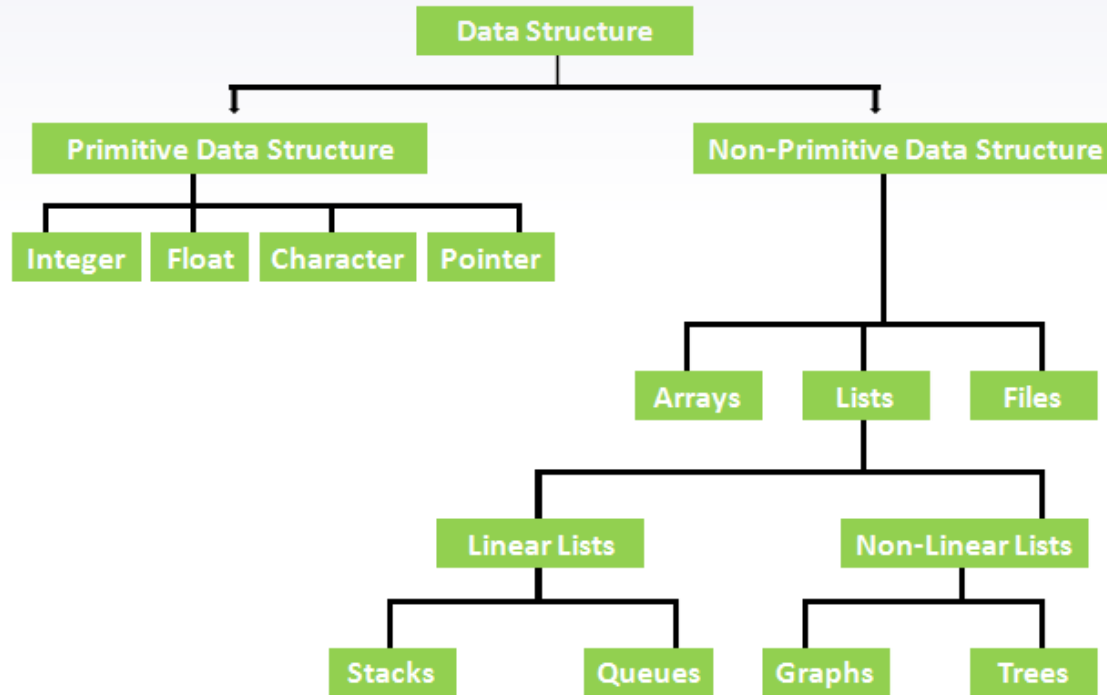 Data Structure
Primitive Data Structure
Non-Primitive Data Structure
Integer
Float
Character
Pointer
Arrays
Lists
Files
Linear Lists
Non-Linear Lists
Stacks
Queues
Graphs
Trees